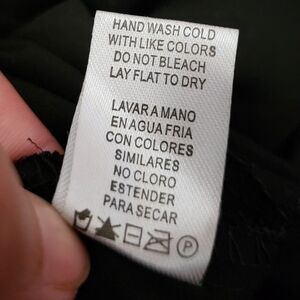 HAND WASH COLD
WITH LIKE COLORS
DO NOT BLEACH
LAY FLAT TO DRY
LAVAR A MANO
EN AGUA FRIA
CON COLORES
SIMILARES
NO CLORO
ESTENDER
PARA SECAR
P